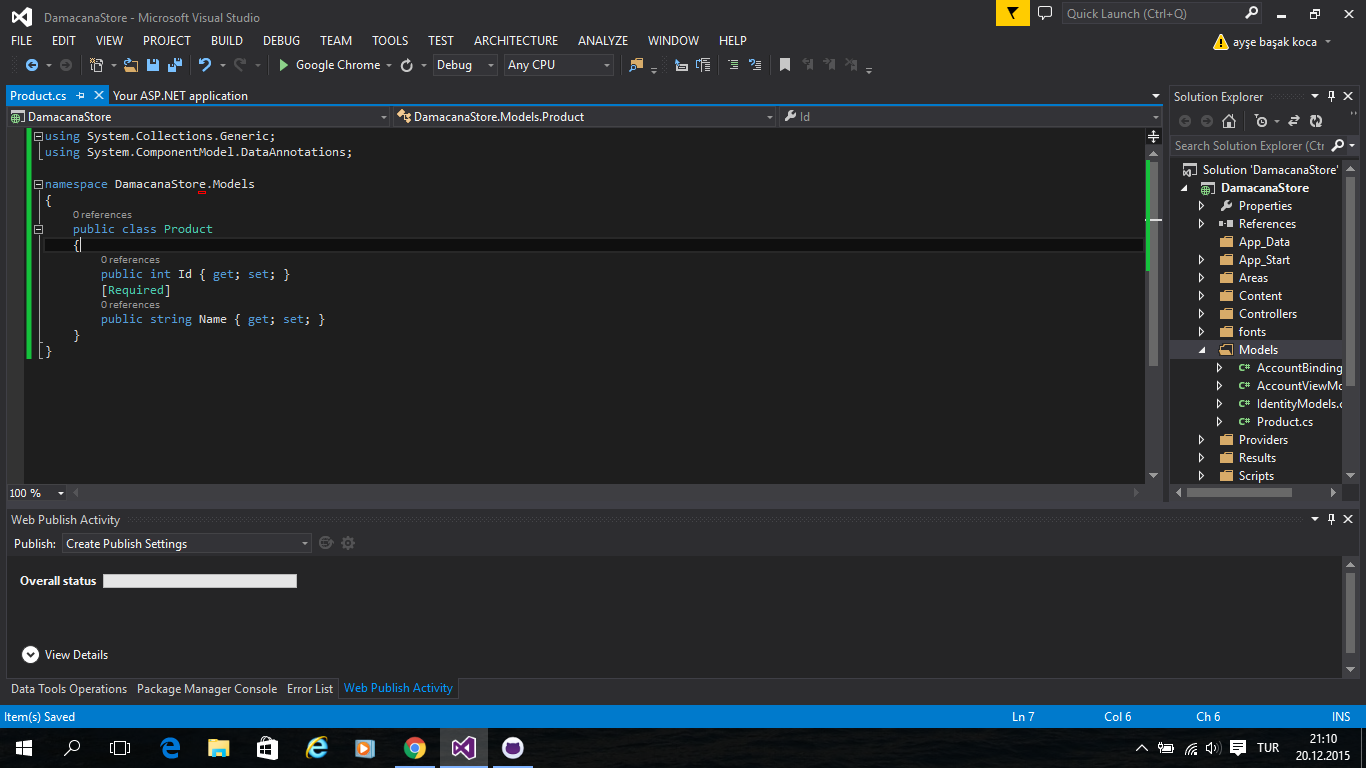 DamacanaStore - Microsoft Visual Studio
Quick Launch (Ctrl+Q)
FILE EDIT VIEW PROJECT BUILD DEBUG TEAM TOOLS TEST ARCHITECTURE ANALYZE WINDOW HELP
ayşe başak koca
Google Chrome Debug Any CPU
Product.cs Your ASP.NET application
DamacanaStore DamacanaStore.Models.Product Id
using System.Collections.Generic;
using System.ComponentModel.DataAnnotations;
namespace DamacanaStore.Models
{
0 references
public class Product
{
0 references
public int Id { get; set; }
[Required]
0 references
public string Name { get; set; }
}
}
100 %
Solution Explorer
Search Solution Explorer (Ctr
Solution 'DamacanaStore'
DamacanaStore
Properties
References
App_Data
App_Start
Areas
Content
Controllers
fonts
Models
C# AccountBinding
C# AccountViewMo
C# IdentityModels.c
C# Product.cs
Providers
Results
Scripts
Web Publish Activity
Publish: Create Publish Settings
Overall status
View Details
Data Tools Operations Package Manager Console Error List Web Publish Activity
Item(s) Saved Ln 7 Col 6 Ch 6 INS
TUR
21:10
20.12.2015